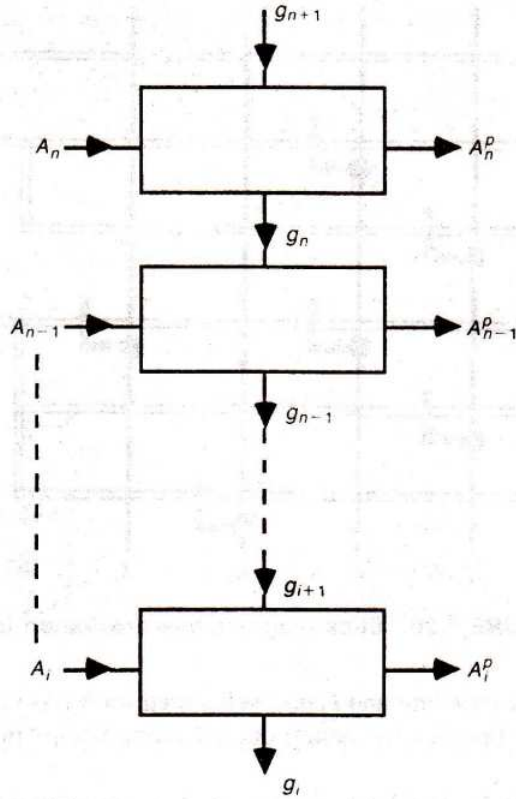 g_{n+1}
A_n A_n^p
g_n
A_{n-1} A_{n-1}^p
g_{n-1}
g_{i+1}
A_i A_i^p
g_i